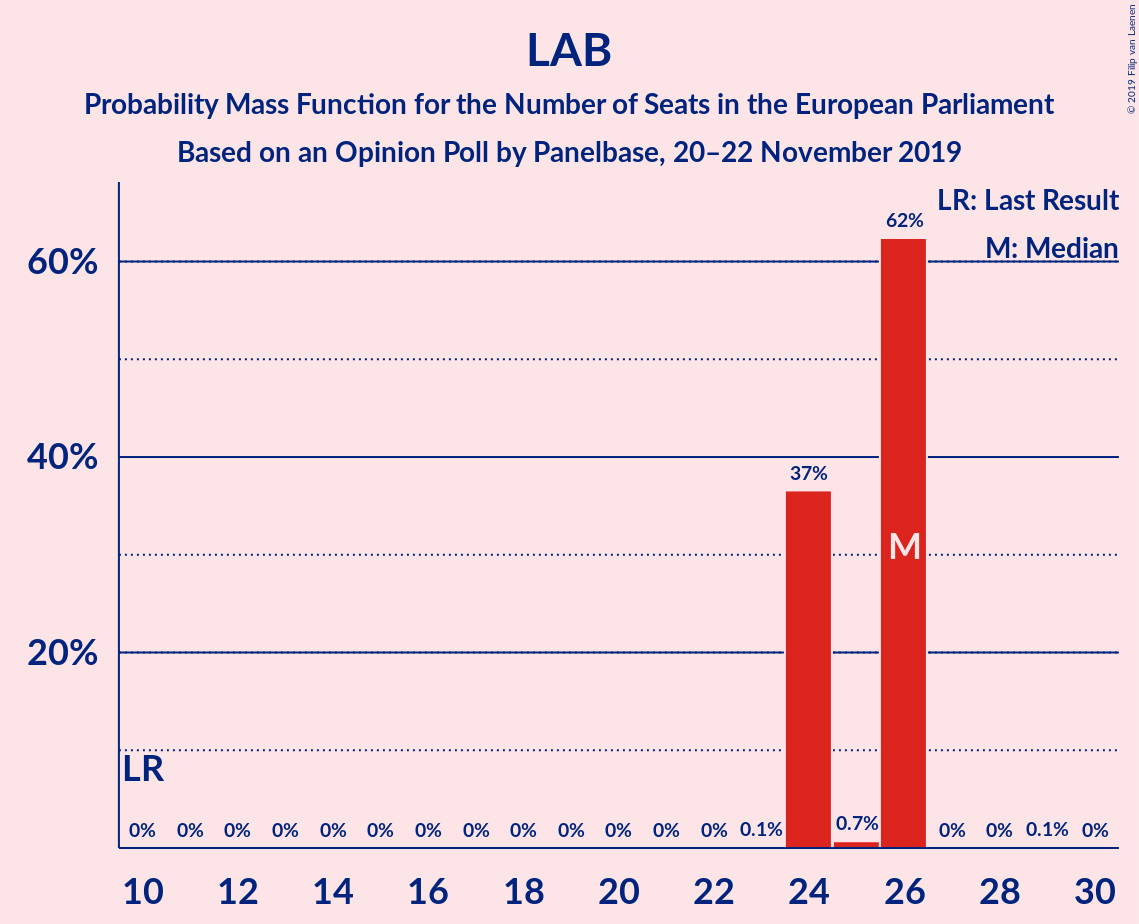 LAB
Probability Mass Function for the Number of Seats in the European Parliament
Based on an Opinion Poll by Panelbase, 20–22 November 2019
© 2019 Filip van Laenen
LR: Last Result
M: Median
60%
40%
20%
62%
37%
M
LR
0% 0% 0% 0% 0% 0% 0% 0% 0% 0% 0% 0% 0% 0.1% 0.7% 0% 0% 0.1% 0%
10 12 14 16 18 20 22 24 26 28 30